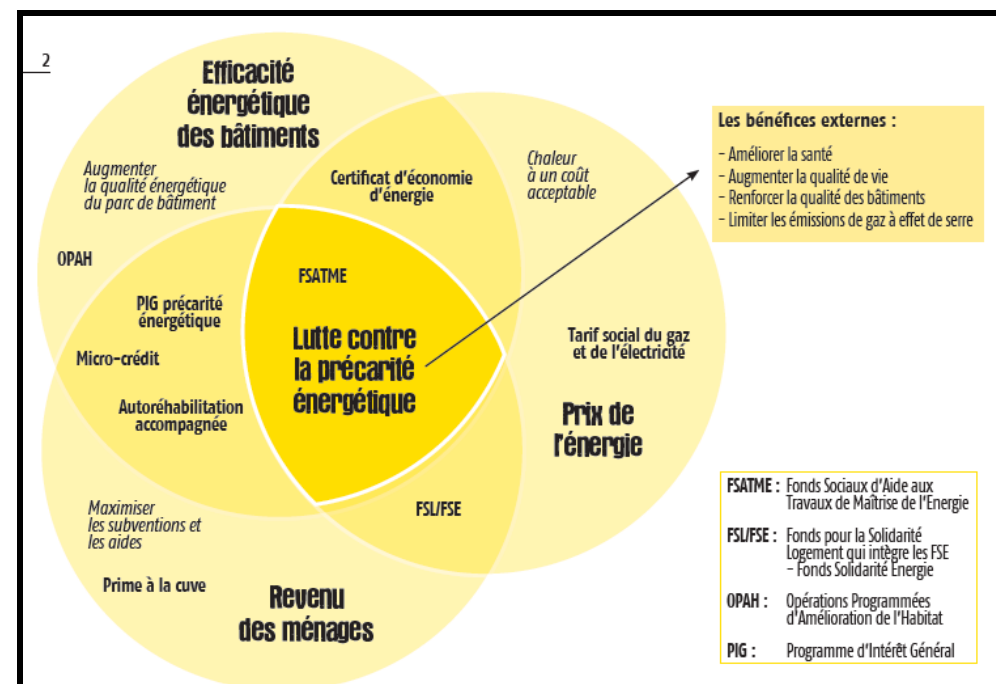 2
Efficacité
énergétique
des bâtiments
Augmenter
la qualité énergétique
du parc de bâtiment
Certificat d'économie
d'énergie
Chaleur
à un coût
acceptable
OPAH
FSATME
PIG précarité
énergétique
Micro-crédit
Autoréhabilitation
accompagnée
Lutte contre
la précarité
énergétique
Tarif social du gaz
et de l'électricité
Prix de
l'énergie
Maximiser
les subventions et
les aides
FSL/FSE
Prime à la cuve
Revenu
des ménages
Les bénéfices externes :
– Améliorer la santé
– Augmenter la qualité de vie
– Renforcer la qualité des bâtiments
– Limiter les émissions de gaz à effet de serre
FSATME : Fonds Sociaux d'Aide aux
Travaux de Maîtrise de l'Energie
FSL/FSE : Fonds pour la Solidarité
Logement qui intègre les FSE
– Fonds Solidarité Energie
OPAH : Opérations Programmées
d'Amélioration de l'Habitat
PIG : Programme d'Intérêt Général